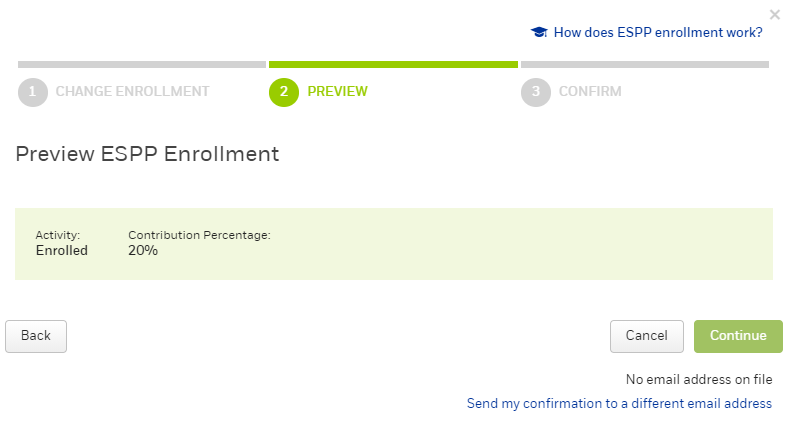 How does ESPP enrollment work?
1 CHANGE ENROLLMENT 2 PREVIEW 3 CONFIRM
Preview ESPP Enrollment
Activity: Contribution Percentage:
Enrolled 20%
Back Cancel Continue
No email address on file
Send my confirmation to a different email address